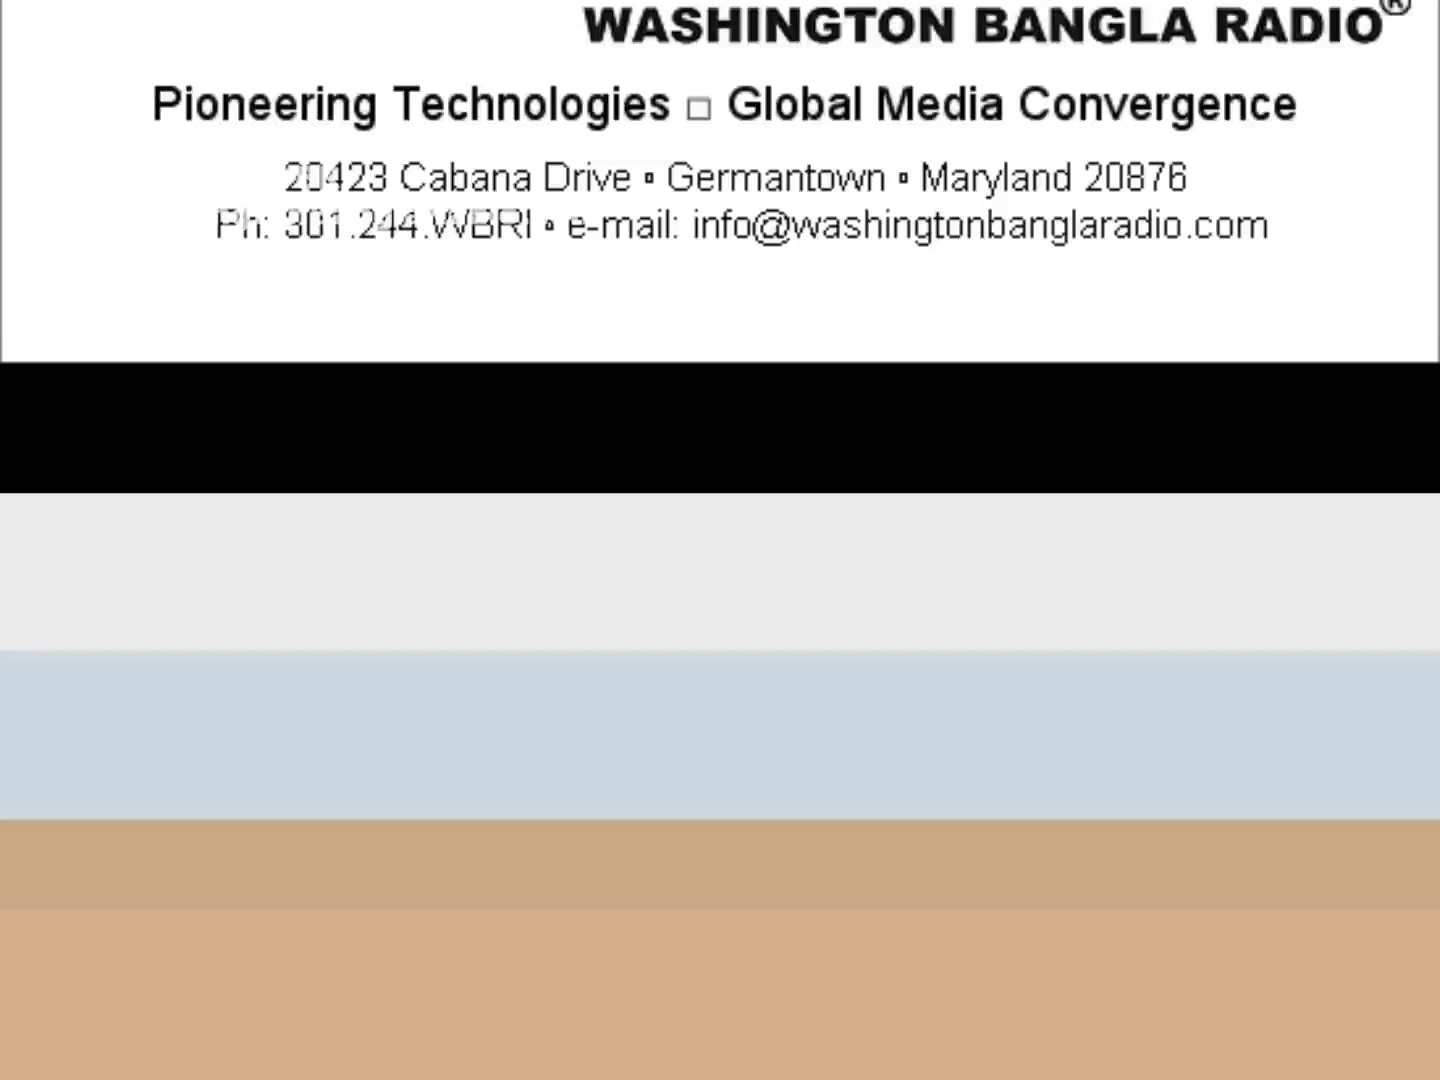 WASHINGTON BANGLA RADIO®
Pioneering Technologies □ Global Media Convergence
20423 Cabana Drive ▫ Germantown ▫ Maryland 20876
Ph: 301.244.WBRI ▫ e-mail: info@washingtonbanglaradio.com